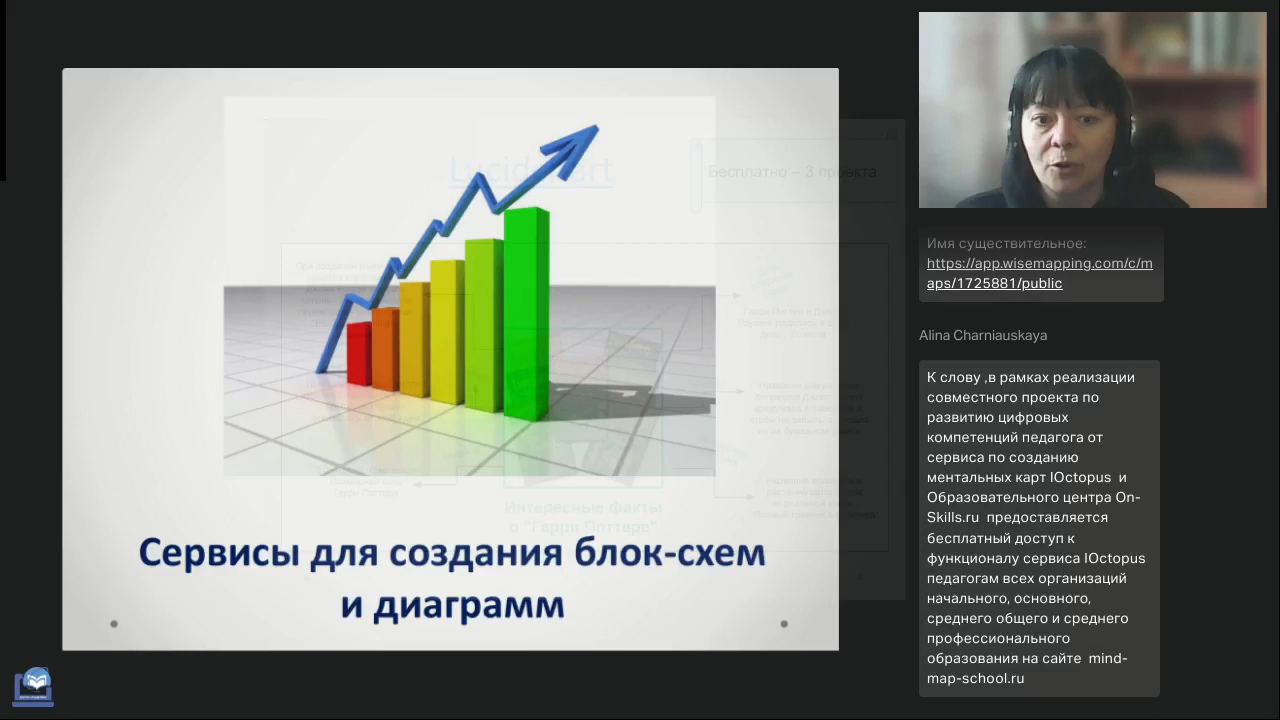 Lucidchart
Бесплатно – 3 проекта
Интересные факты
о "Гарри Поттере"
Сервисы для создания блок-схем
и диаграмм
Имя существительное:
https://app.wisemapping.com/c/m
aps/1725881/public
Alina Charniauskaya
К слову ,в рамках реализации
совместного проекта по
развитию цифровых
компетенций педагога от
сервиса по созданию
ментальных карт IOctopus и
Образовательного центра On-
Skills.ru предоставляется
бесплатный доступ к
функционалу сервиса IOctopus
педагогам всех организаций
начального, основного,
среднего общего и среднего
профессионального
образования на сайте mind-
map-school.ru